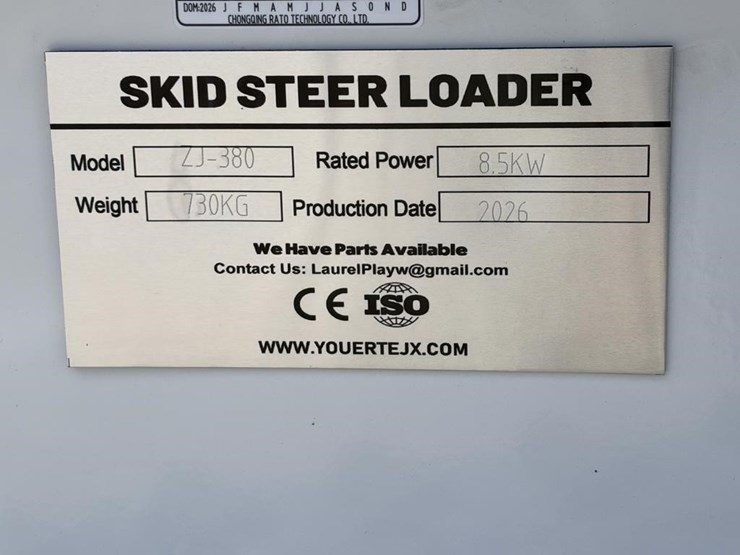 DOM:2026 J F M A M J J A S O N D
CHONGQING RATO TECHNOLOGY CO., LTD.
SKID STEER LOADER
Model ZJ-380 Rated Power 8.5KW
Weight 730KG Production Date 2026
We Have Parts Available
Contact Us: LaurelPlayw@gmail.com
CE ISO
WWW.YOUERTEJX.COM